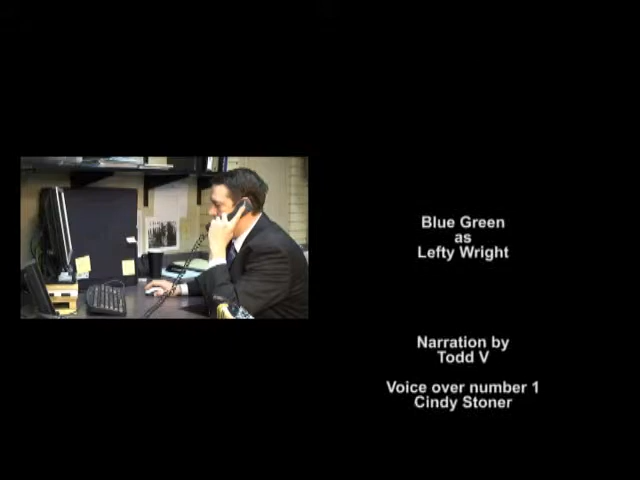 Blue Green
as
Lefty Wright
Narration by
Todd V
Voice over number 1
Cindy Stoner